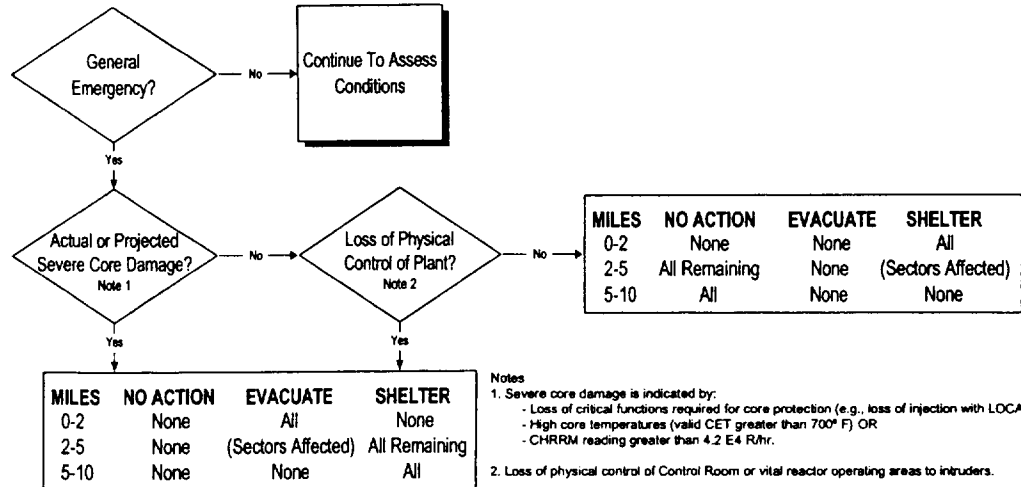 General
Emergency?
No
Continue To Assess
Conditions
Yes
Actual or Projected
Severe Core Damage?
Note 1
No
Loss of Physical
Control of Plant?
Note 2
No
MILES NO ACTION EVACUATE SHELTER
0-2 None None All
2-5 All Remaining None (Sectors Affected)
5-10 All None None
Yes
Yes
MILES NO ACTION EVACUATE SHELTER
0-2 None All None
2-5 None (Sectors Affected) All Remaining
5-10 None None All
Notes
1. Severe core damage is indicated by:
- Loss of critical functions required for core protection (e.g., loss of injection with LOCA
- High core temperatures (valid CET greater than 700° F) OR
- CHRRM reading greater than 4.2 E4 R/hr.
2. Loss of physical control of Control Room or vital reactor operating areas to intruders.